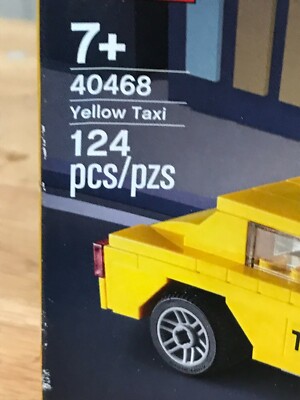 7+
40468
Yellow Taxi
124
pcs/pzs
T